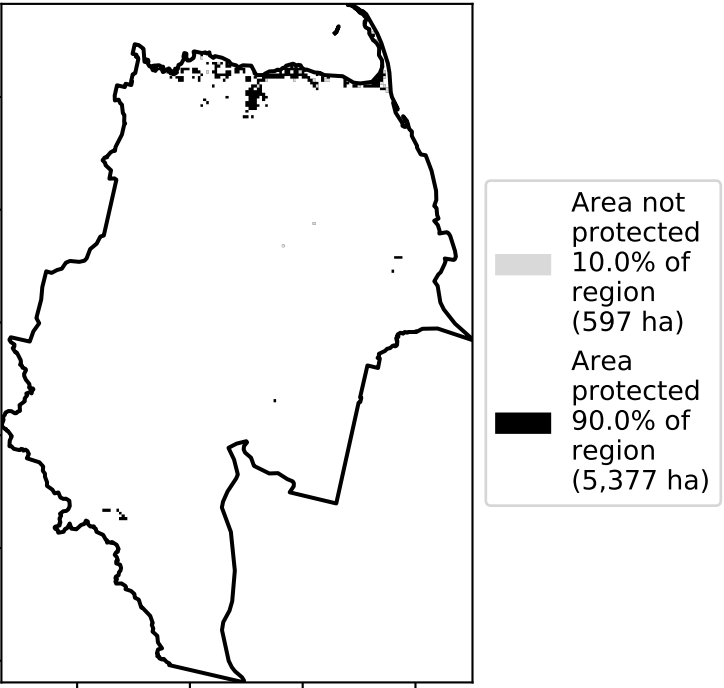 Area not
protected
10.0% of
region
(597 ha)
Area
protected
90.0% of
region
(5,377 ha)